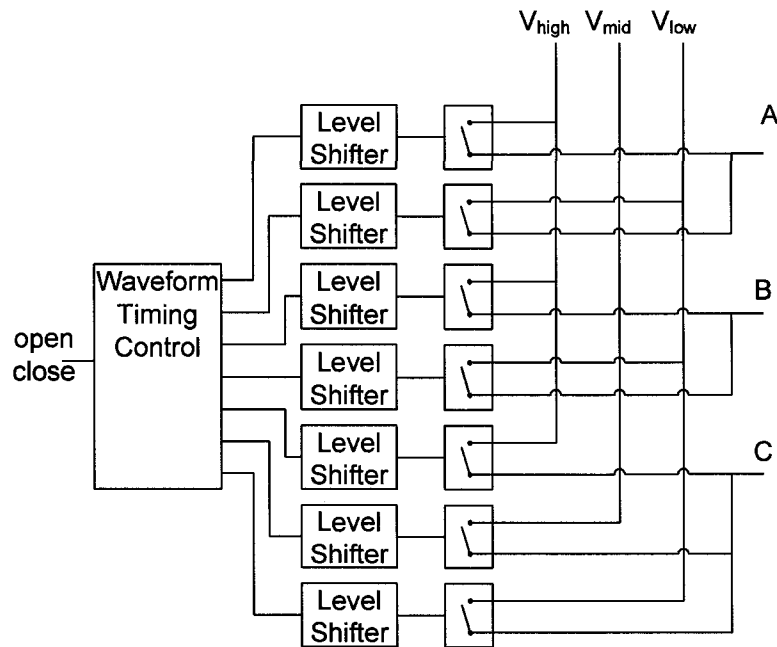 V_high V_mid V_low
A
Level
Shifter
Level
Shifter
Waveform
Timing
Control
Level
Shifter
B
open
close
Level
Shifter
Level
Shifter
C
Level
Shifter
Level
Shifter